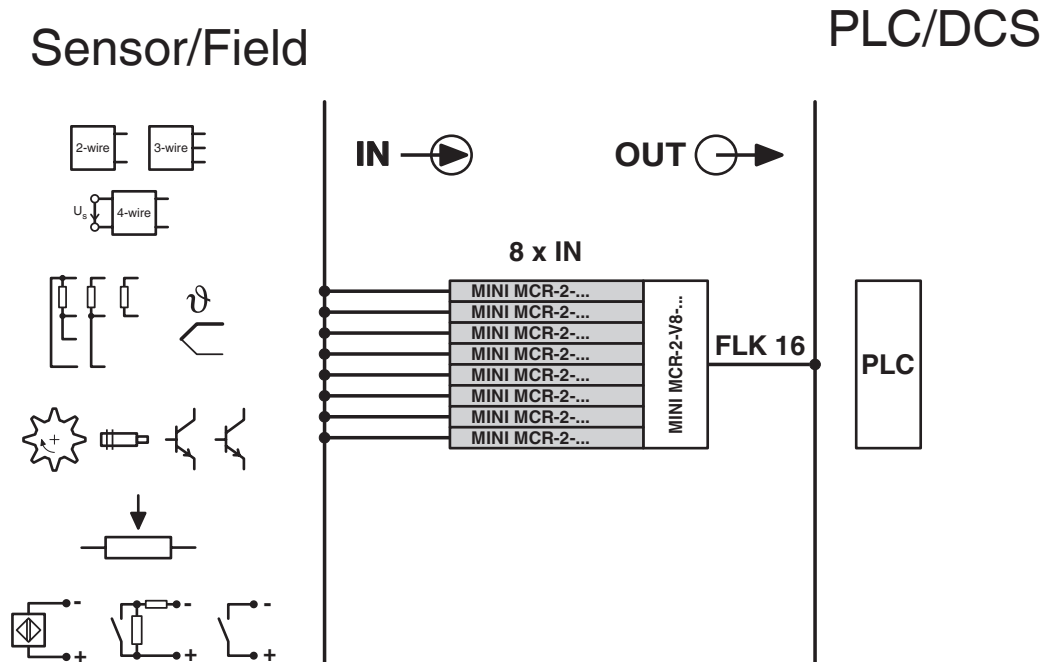 Sensor/Field
PLC/DCS
2-wire
3-wire
Us
4-wire
IN
OUT
8 x IN
MINI MCR-2-...
MINI MCR-2-...
MINI MCR-2-...
MINI MCR-2-...
MINI MCR-2-...
MINI MCR-2-...
MINI MCR-2-...
MINI MCR-2-...
MINI MCR-2-V8-...
FLK 16
PLC
ϑ
+
- 
+
-
+
-
+